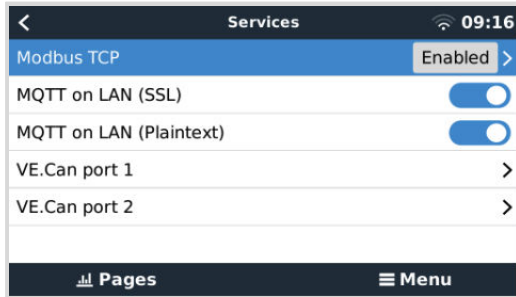 Services 09:16
Modbus TCP Enabled
MQTT on LAN (SSL)
MQTT on LAN (Plaintext)
VE.Can port 1
VE.Can port 2
Pages Menu